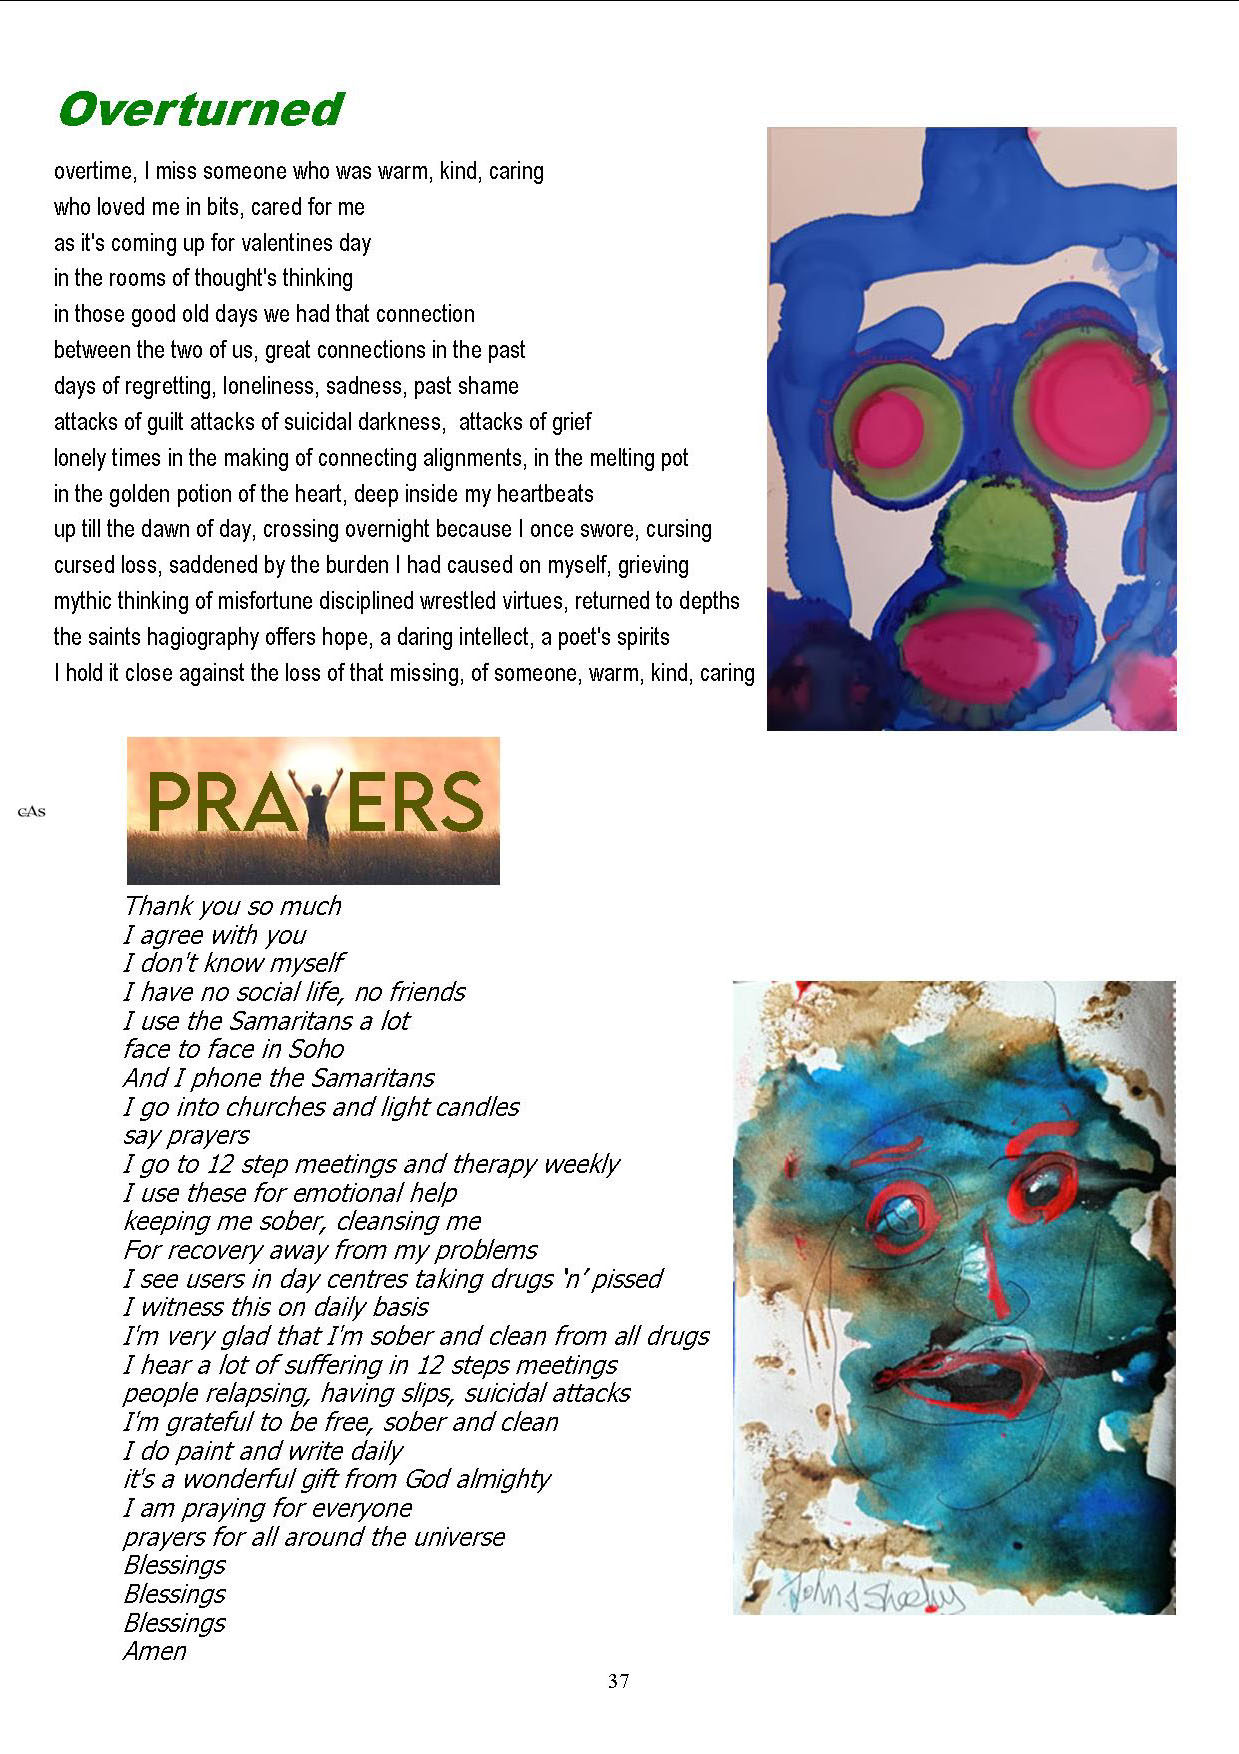 Overturned
overtime, I miss someone who was warm, kind, caring
who loved me in bits, cared for me
as it's coming up for valentines day
in the rooms of thought's thinking
in those good old days we had that connection
between the two of us, great connections in the past
days of regretting, loneliness, sadness, past shame
attacks of guilt attacks of suicidal darkness,  attacks of grief
lonely times in the making of connecting alignments, in the melting pot
in the golden potion of the heart, deep inside my heartbeats
up till the dawn of day, crossing overnight because I once swore, cursing
cursed loss, saddened by the burden I had caused on myself, grieving
mythic thinking of misfortune disciplined wrestled virtues, returned to depths
the saints hagiography offers hope, a daring intellect, a poet's spirits
I hold it close against the loss of that missing, of someone, warm, kind, caring
cAs
PRAYERS
Thank you so much
I agree with you
I don't know myself
I have no social life, no friends
I use the Samaritans a lot
face to face in Soho
And I phone the Samaritans
I go into churches and light candles
say prayers
I go to 12 step meetings and therapy weekly
I use these for emotional help
keeping me sober, cleansing me
For recovery away from my problems
I see users in day centres taking drugs ‘n’ pissed
I witness this on daily basis
I'm very glad that I'm sober and clean from all drugs
I hear a lot of suffering in 12 steps meetings
people relapsing, having slips, suicidal attacks
I'm grateful to be free, sober and clean
I do paint and write daily
it's a wonderful gift from God almighty
I am praying for everyone
prayers for all around the universe
Blessings
Blessings
Blessings
Amen
John J Sheehy
37